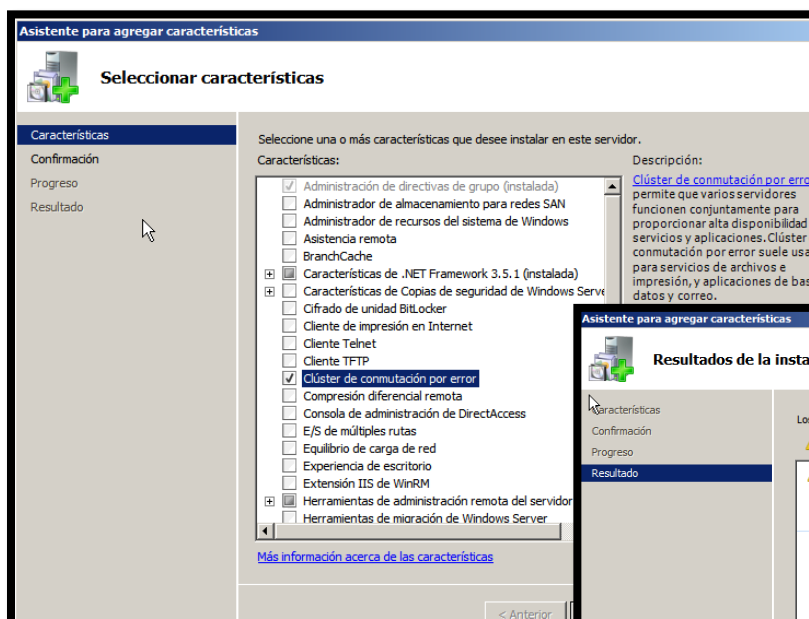 Asistente para agregar características
Seleccionar características
Características
Confirmación
Progreso
Resultado
Seleccione una o más características que desee instalar en este servidor.
Características:
Administración de directivas de grupo (instalada)
Administrador de almacenamiento para redes SAN
Administrador de recursos del sistema de Windows
Asistencia remota
BranchCache
Características de .NET Framework 3.5.1 (instalada)
Características de Copias de seguridad de Windows Serve
Cifrado de unidad BitLocker
Cliente de impresión en Internet
Cliente Telnet
Cliente TFTP
Clúster de conmutación por error
Compresión diferencial remota
Consola de administración de DirectAccess
E/S de múltiples rutas
Equilibrio de carga de red
Experiencia de escritorio
Extensión IIS de WinRM
Herramientas de administración remota del servidor
Herramientas de migración de Windows Server
Más información acerca de las características
< Anterior
Descripción:
Clúster de conmutación por erro
permite que varios servidores
funcionen conjuntamente para
proporcionar alta disponibilidad
servicios y aplicaciones. Clúster
conmutación por error suele usa
para servicios de archivos e
impresión, y aplicaciones de bas
datos y correo.
Asistente para agregar características
Resultados de la insta
Características
Confirmación
Progreso
Resultado
Lo